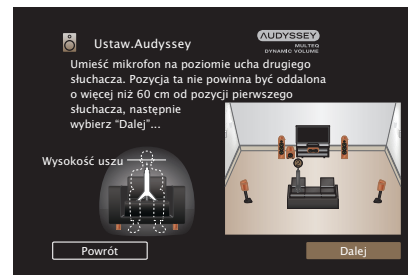 Ustaw.Audyssey
AUDYSSEY
MULTEQ
DYNAMIC VOLUME
Umieść mikrofon na poziomie ucha drugiego
słuchacza. Pozycja ta nie powinna być oddalona
o więcej niż 60 cm od pozycji pierwszego
słuchacza, następnie
wybierz “Dalej”...
Wysokość uszu
Powrót
Dalej